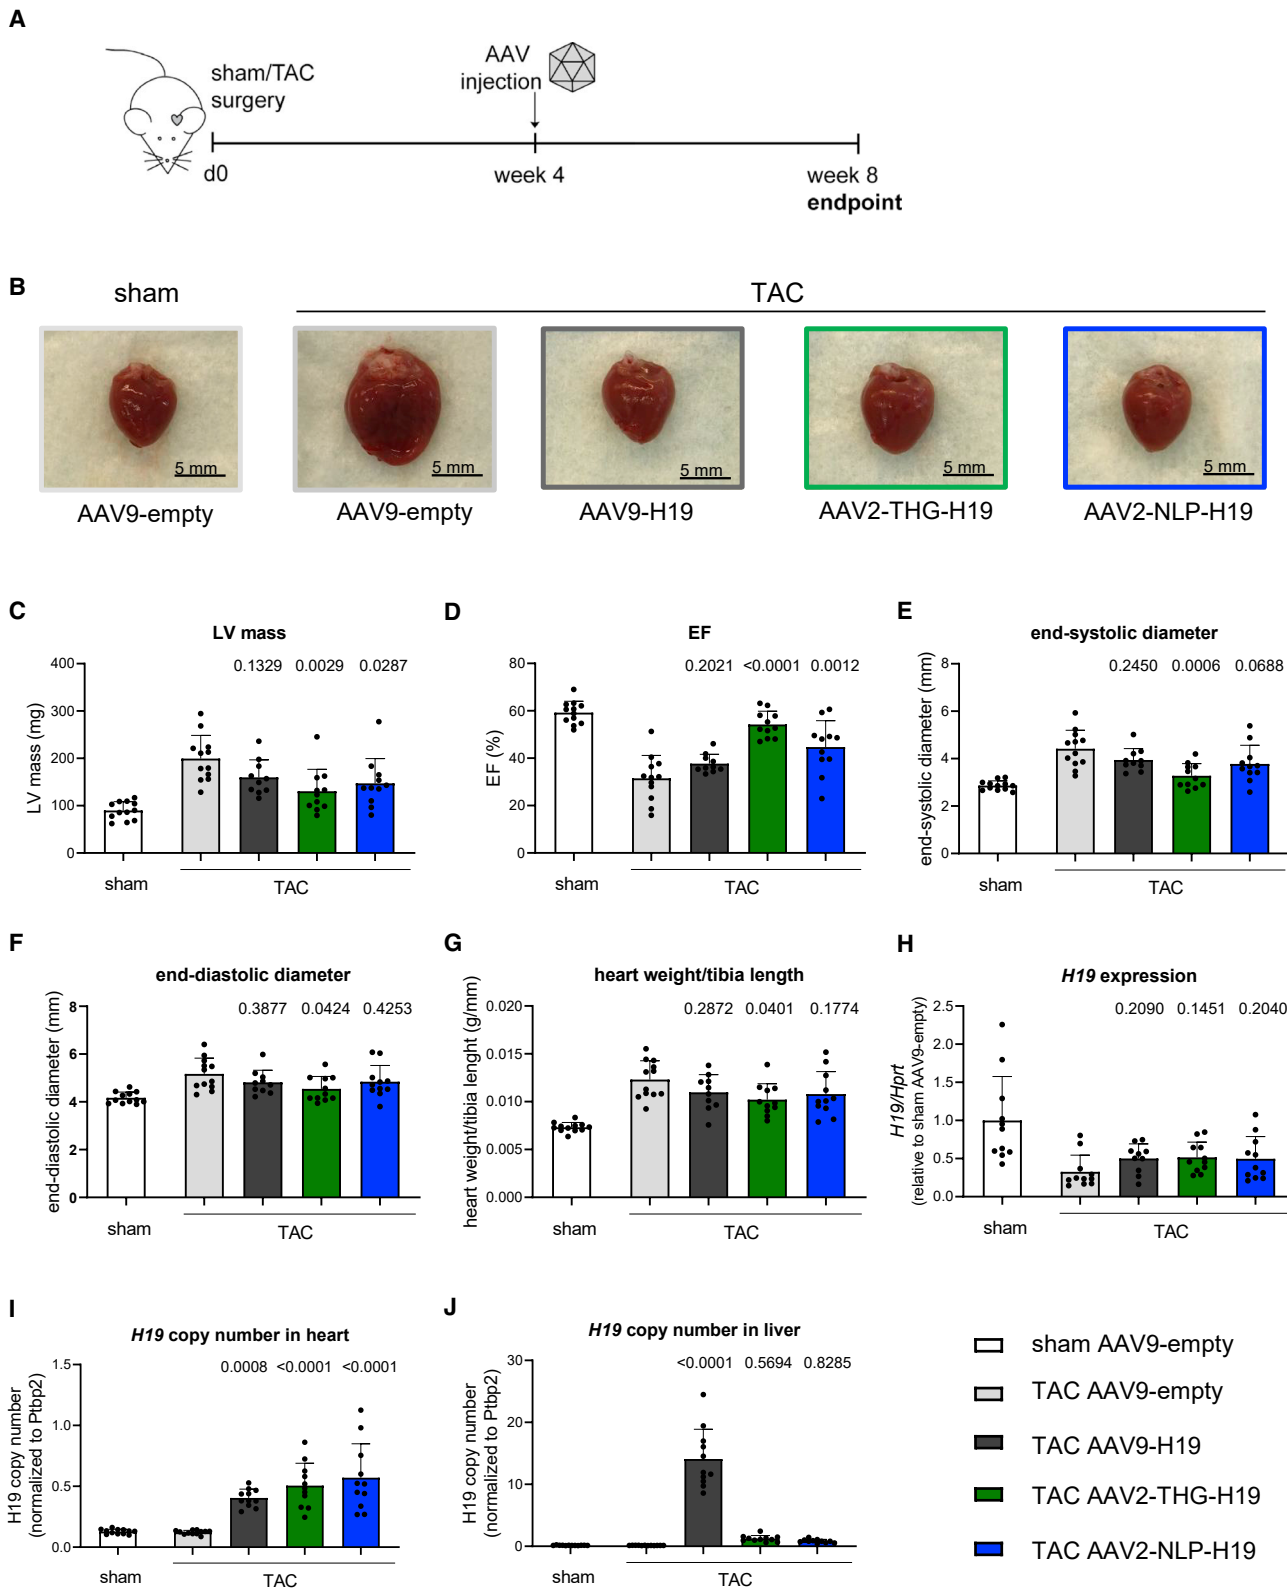 A
sham/TAC
surgery
AAV
injection
d0
week 4
week 8
endpoint
B
sham
TAC
5 mm
5 mm
5 mm
5 mm
5 mm
AAV9-empty
AAV9-empty
AAV9-H19
AAV2-THG-H19
AAV2-NLP-H19
C
LV mass
LV mass (mg)
400
300
200
100
0
0.1329
0.0029
0.0287
sham
TAC
D
EF
EF (%)
80
60
40
20
0
0.2021
<0.0001
0.0012
sham
TAC
E
end-systolic diameter
end-systolic diameter (mm)
8
6
4
2
0
0.2450
0.0006
0.0688
sham
TAC
F
end-diastolic diameter
end-diastolic diameter (mm)
8
6
4
2
0
0.3877
0.0424
0.4253
sham
TAC
G
heart weight/tibia length
heart weight/tibia lenght (g/mm)
0.020
0.015
0.010
0.005
0.000
0.2872
0.0401
0.1774
sham
TAC
H
H19 expression
H19/Hprt
(relative to sham AAV9-empty)
2.5
2.0
1.5
1.0
0.5
0.0
0.2090
0.1451
0.2040
sham
TAC
I
H19 copy number in heart
H19 copy number
(normalized to Ptbp2)
1.5
1.0
0.5
0.0
0.0008
<0.0001
<0.0001
sham
TAC
J
H19 copy number in liver
H19 copy number
(normalized to Ptbp2)
30
20
10
0
<0.0001
0.5694
0.8285
sham
TAC
sham AAV9-empty
TAC AAV9-empty
TAC AAV9-H19
TAC AAV2-THG-H19
TAC AAV2-NLP-H19